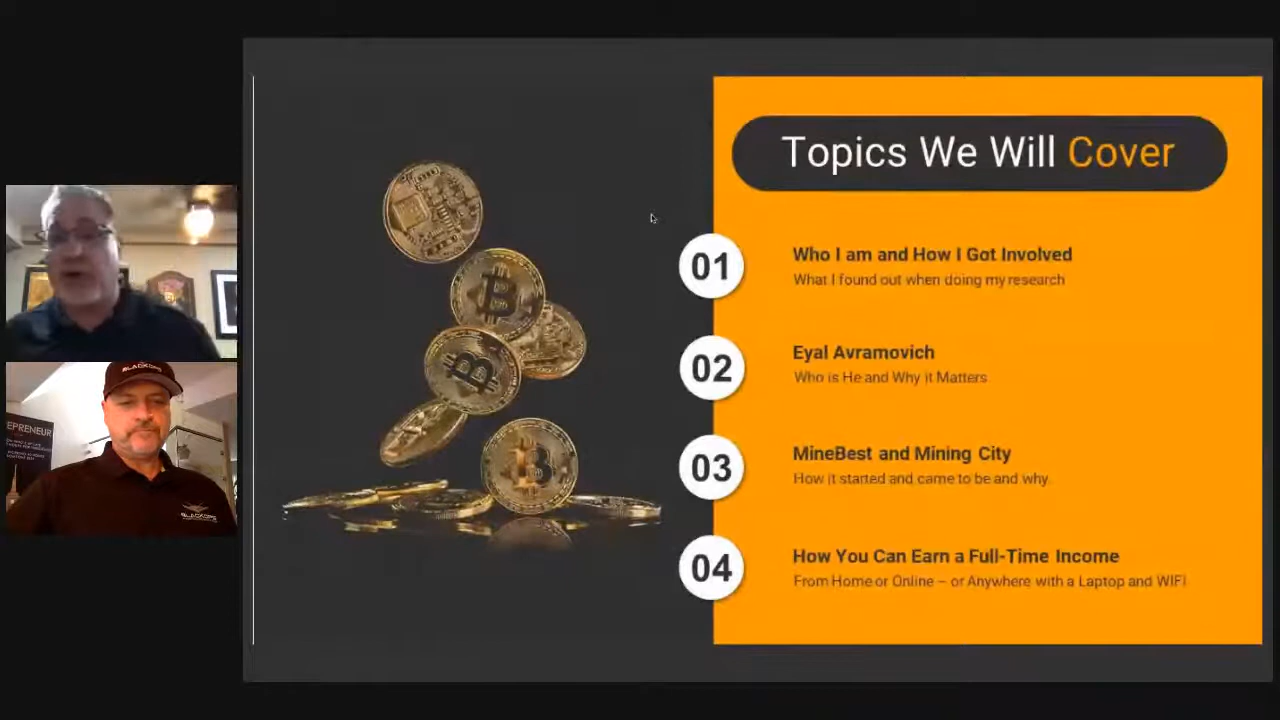 Topics We Will Cover
01
Who I am and How I Got Involved
What I found out when doing my research
02
Eyal Avramovich
Who is He and Why it Matters
03
MineBest and Mining City
How it started and came to be and why.
04
How You Can Earn a Full-Time Income
From Home or Online – or Anywhere with a Laptop and WIFI
BLACKOPS
EPRENEUR
BLACKOPS